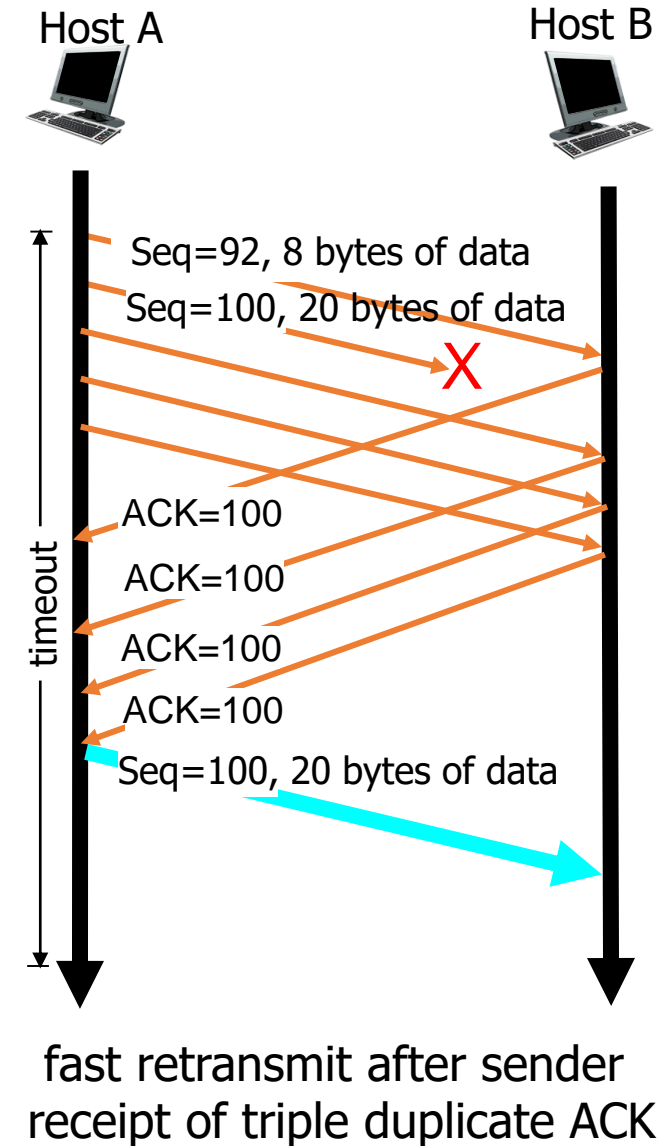 Host A
Host B
Seq=92, 8 bytes of data
Seq=100, 20 bytes of data
X
ACK=100
ACK=100
ACK=100
ACK=100
timeout
Seq=100, 20 bytes of data
fast retransmit after sender
receipt of triple duplicate ACK